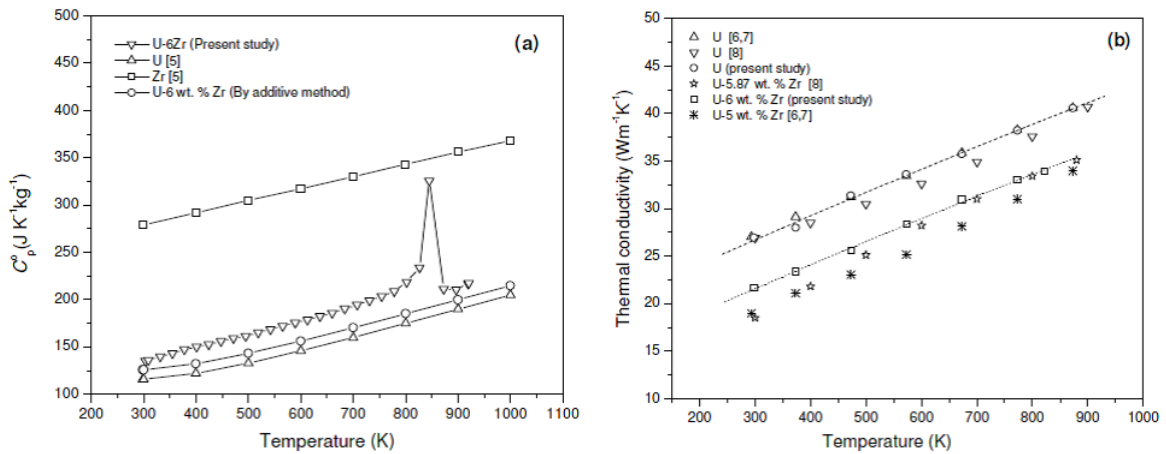 500
450
400
350
300
250
200
150
100
200 300 400 500 600 700 800 900 1000 1100
C°p (J K⁻¹kg⁻¹)
Temperature (K)
(a)
U-6Zr (Present study)
U [5]
Zr [5]
U-6 wt. % Zr (By additive method)
50
45
40
35
30
25
20
15
10
200 300 400 500 600 700 800 900 1000
Thermal conductivity (Wm⁻¹K⁻¹)
Temperature (K)
(b)
U [6,7]
U [8]
U (present study)
U-5.87 wt. % Zr [8]
U-6 wt. % Zr (present study)
U-5 wt. % Zr [6,7]